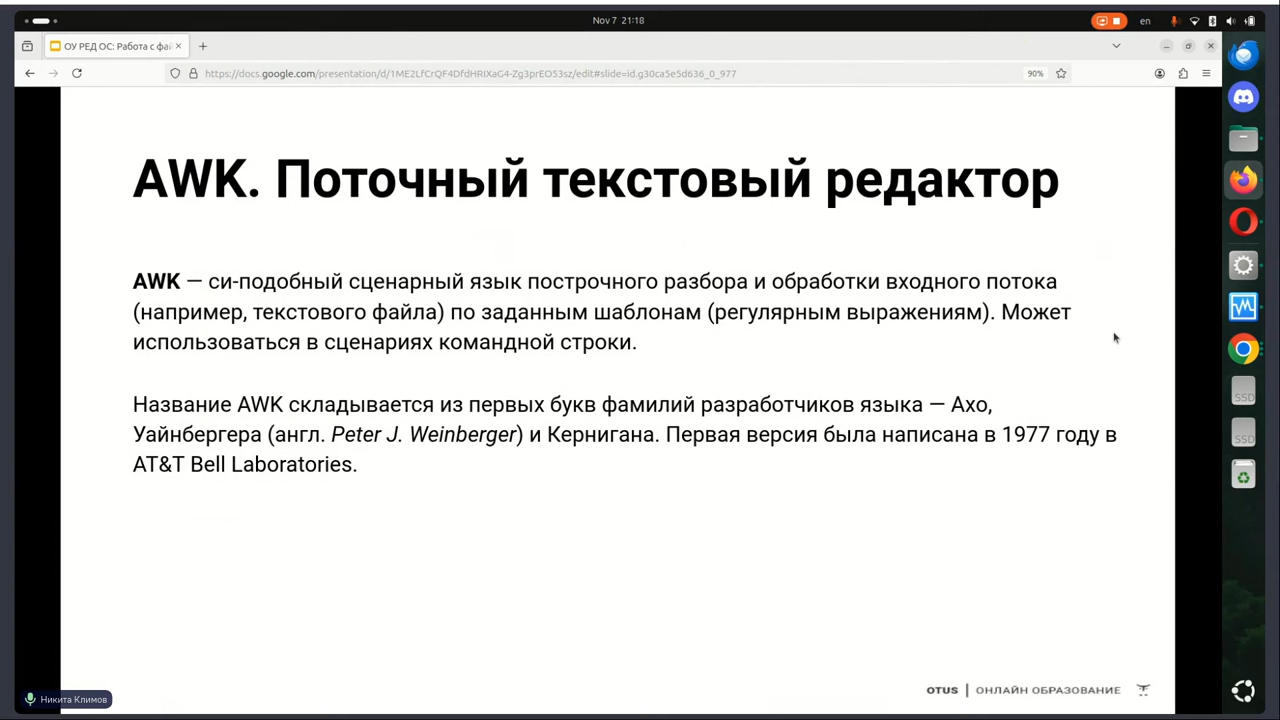 Nov 7 21:18
en
ОУ РЕД ОС: Работа с фай
https://docs.google.com/presentation/d/1ME2LfCrQF4DfdHRIXaG4-Zg3prEO53sz/edit#slide=id.g30ca5e5d636_0_977
90%
AWK. Поточный текстовый редактор
AWK — си-подобный сценарный язык построчного разбора и обработки входного потока
(например, текстового файла) по заданным шаблонам (регулярным выражениям). Может
использоваться в сценариях командной строки.
Название AWK складывается из первых букв фамилий разработчиков языка — Ахо,
Уайнбергера (англ. Peter J. Weinberger) и Кернигана. Первая версия была написана в 1977 году в
AT&T Bell Laboratories.
SSD
SSD
OTUS | ОНЛАЙН ОБРАЗОВАНИЕ
Никита Климов